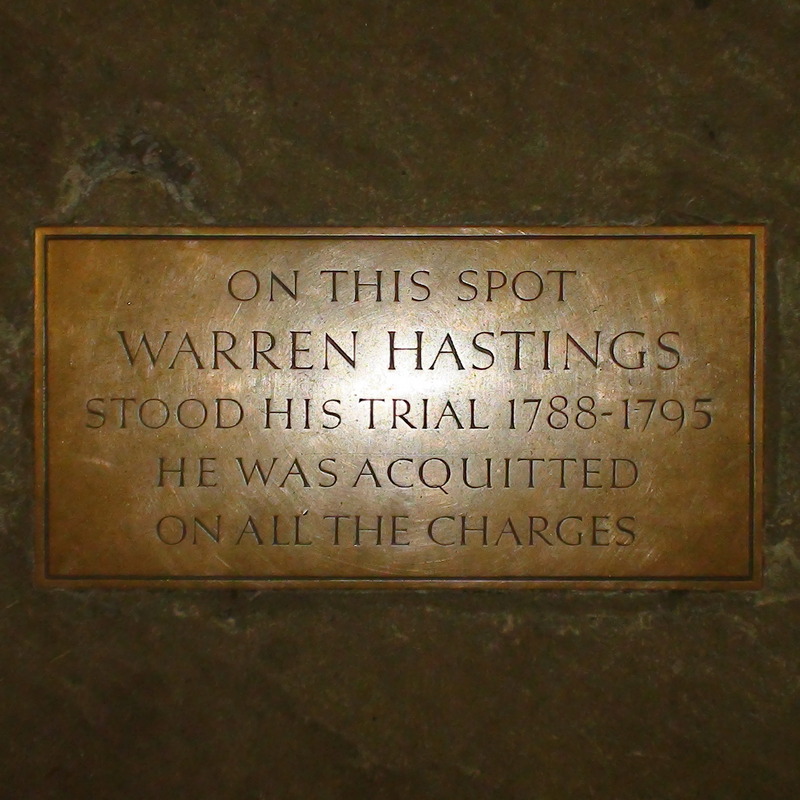 ON THIS SPOT
WARREN HASTINGS
STOOD HIS TRIAL 1788-1795
HE WAS ACQUITTED
ON ALL THE CHARGES